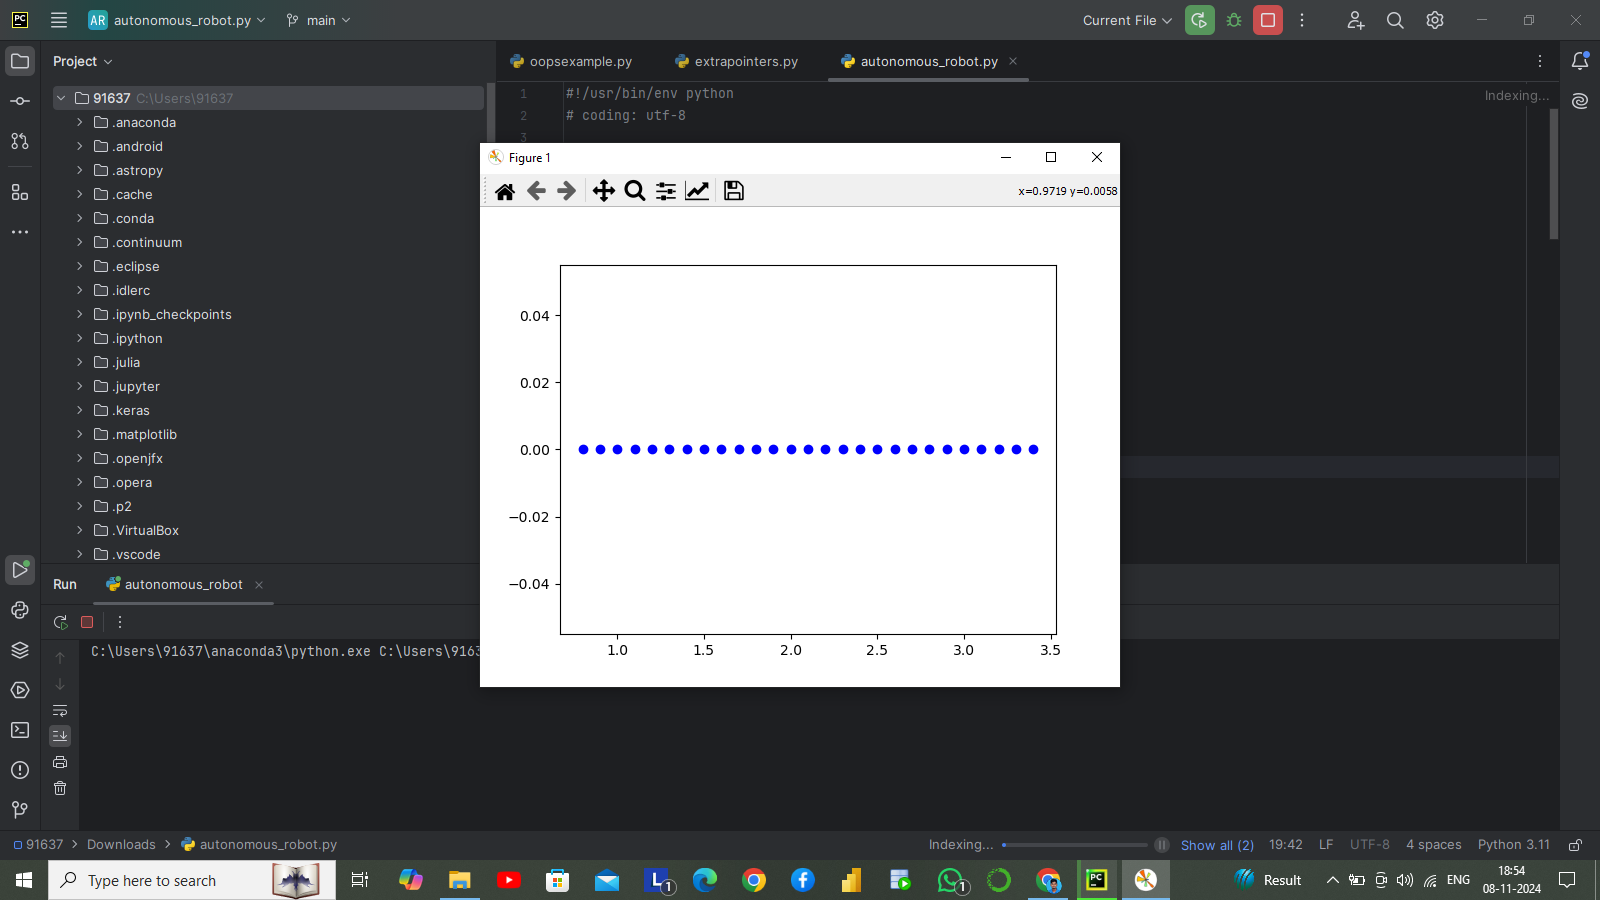 PC
AR autonomous_robot.py main Current File
Project
91637 C:\Users\91637
.anaconda
.android
.astropy
.cache
.conda
.continuum
.eclipse
.idlerc
.ipynb_checkpoints
.ipython
.julia
.jupyter
.keras
.matplotlib
.openjfx
.opera
.p2
.VirtualBox
.vscode
oopsexample.py extrapointers.py autonomous_robot.py
1 #!/usr/bin/env python
2 # coding: utf-8
3
Indexing...
Figure 1
x=0.9719 y=0.0058
0.04
0.02
0.00
−0.02
−0.04
1.0 1.5 2.0 2.5 3.0 3.5
Run autonomous_robot
C:\Users\91637\anaconda3\python.exe C:\Users\9163
91637 Downloads autonomous_robot.py Indexing... Show all (2) 19:42 LF UTF-8 4 spaces Python 3.11
Type here to search
L 1
1
PC
Result
ENG
18:54
08-11-2024